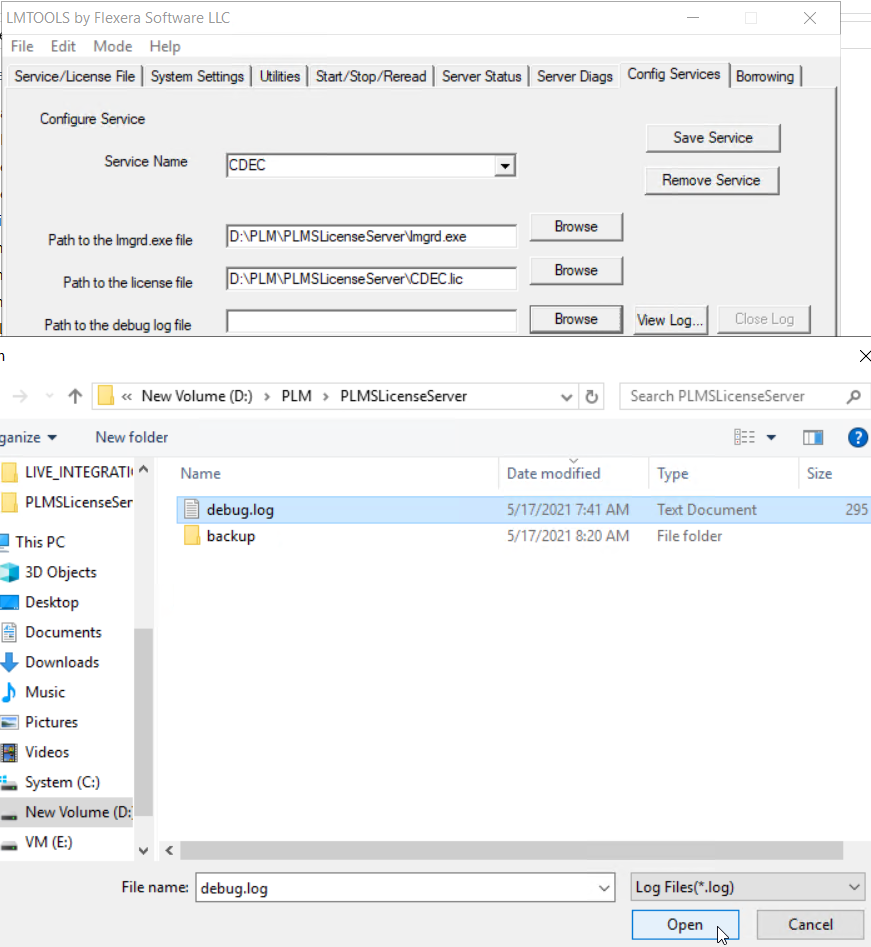 LMTOOLS by Flexera Software LLC
File Edit Mode Help
Service/License File System Settings Utilities Start/Stop/Reread Server Status Server Diags Config Services Borrowing
Configure Service
Save Service
Service Name CDEC
Remove Service
Path to the lmgrd.exe file D:\PLM\PLMSLicenseServer\lmgrd.exe Browse
Path to the license file D:\PLM\PLMSLicenseServer\CDEC.lic Browse
Path to the debug log file Browse View Log... Close Log
n
« New Volume (D:) › PLM › PLMSLicenseServer Search PLMSLicenseServer
ganize New folder
Name Date modified Type Size
LIVE_INTEGRATI
PLMSLicenseSer
debug.log 5/17/2021 7:41 AM Text Document 295
backup 5/17/2021 8:20 AM File folder
This PC
3D Objects
Desktop
Documents
Downloads
Music
Pictures
Videos
System (C:)
New Volume (D:
VM (E:)
File name: debug.log Log Files(*.log)
Open Cancel